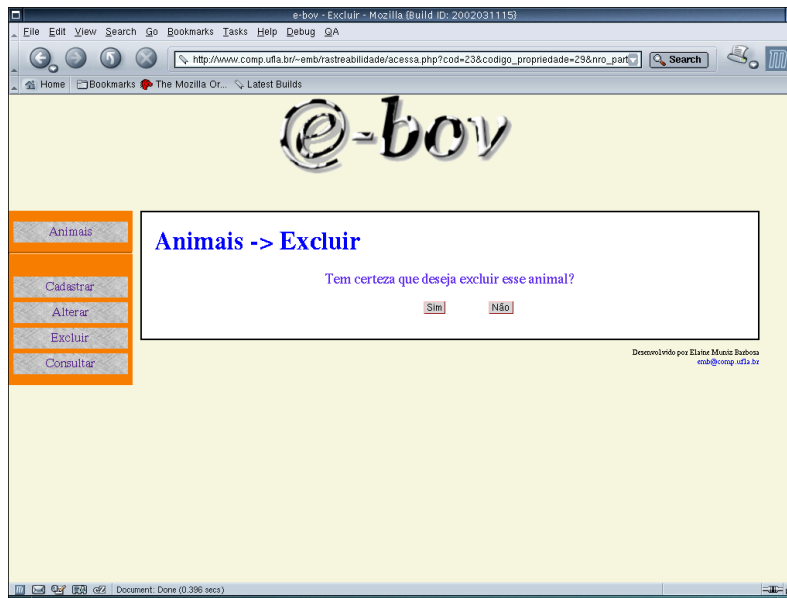 e-bov - Excluir - Mozilla {Build ID: 2002031115}
File Edit View Search Go Bookmarks Tasks Help Debug QA
http://www.comp.ufla.br/~emb/rastreabilidade/acessa.php?cod=23&codigo_propriedade=29&nro_part
Search
Home Bookmarks The Mozilla Or... Latest Builds
e-bov
Animais
Cadastrar
Alterar
Excluir
Consultar
Animais -> Excluir
Tem certeza que deseja excluir esse animal?
Sim Não
Desenvolvido por Elaine Muniz Barbosa
emb@comp.ufla.br
Document: Done (0.396 secs)